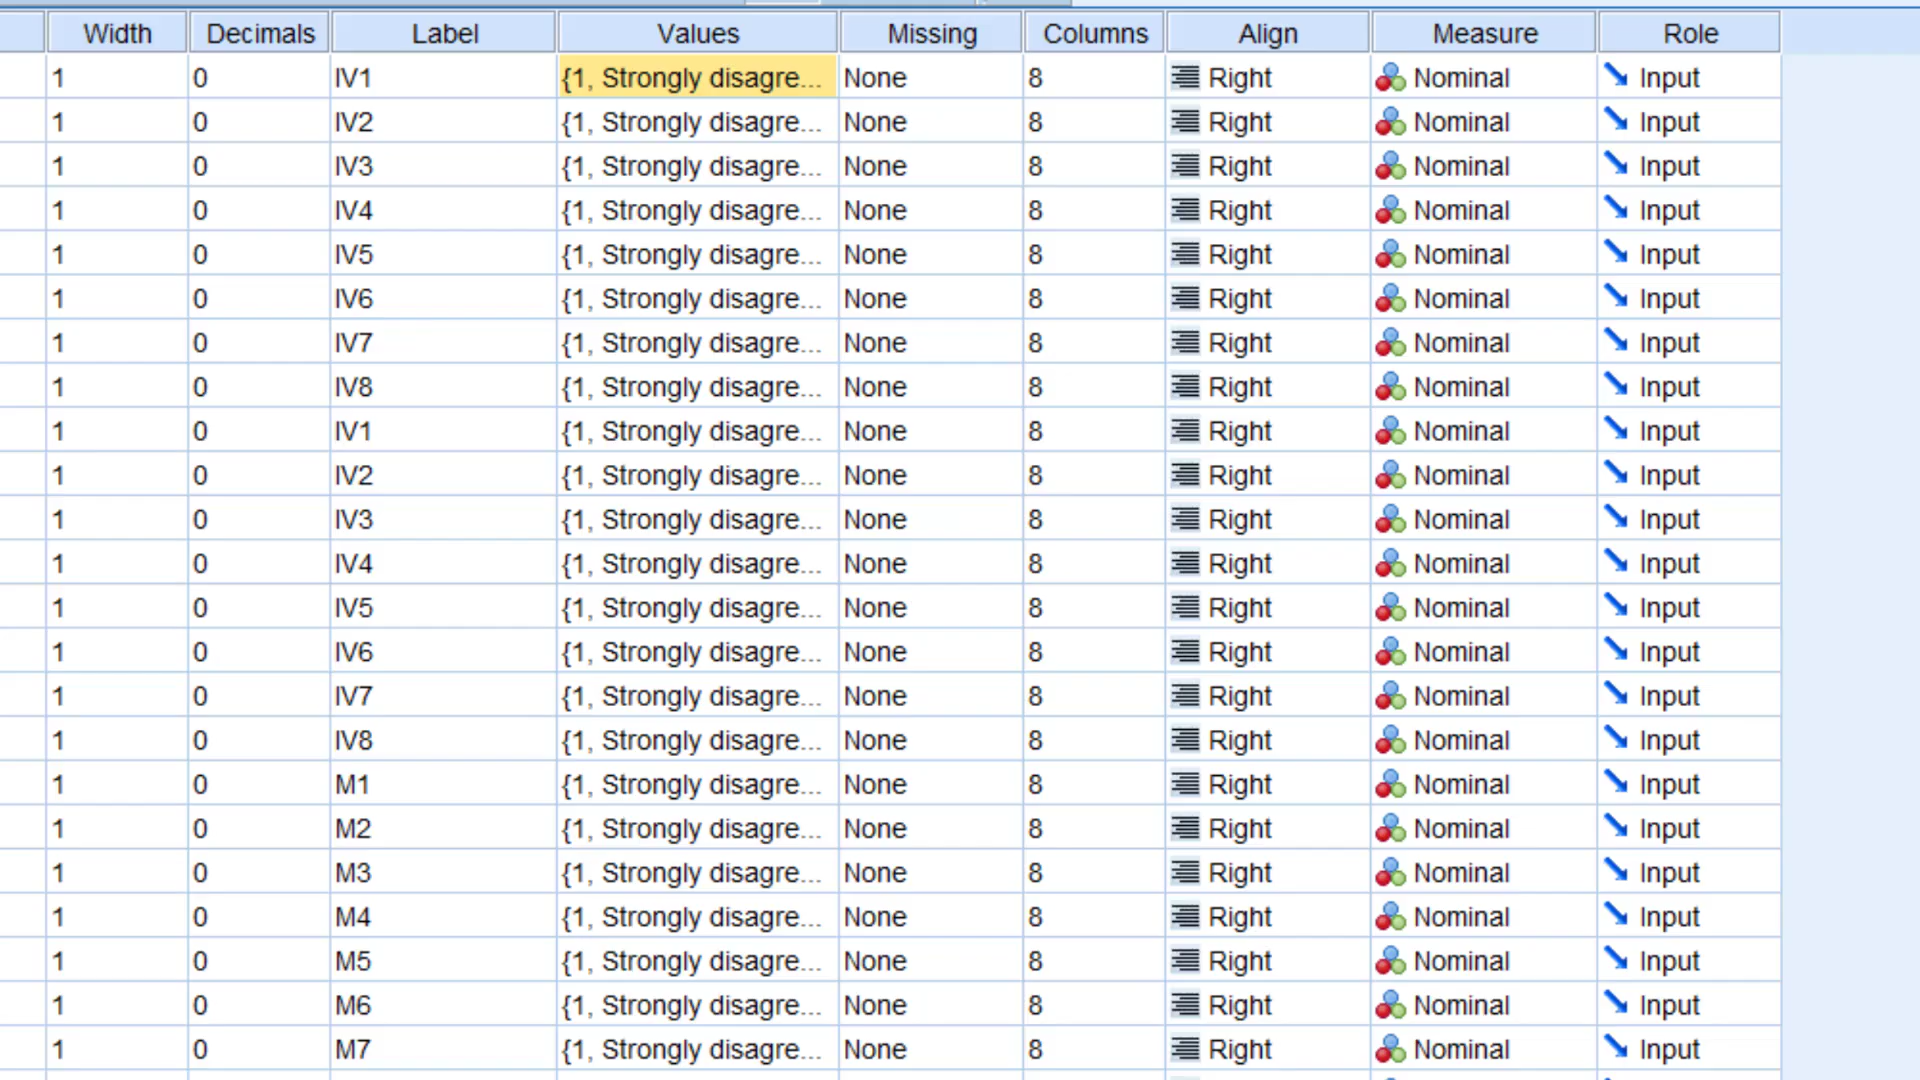 Width Decimals Label Values Missing Columns Align Measure Role
1 0 IV1 {1, Strongly disagre... None 8 Right Nominal Input
1 0 IV2 {1, Strongly disagre... None 8 Right Nominal Input
1 0 IV3 {1, Strongly disagre... None 8 Right Nominal Input
1 0 IV4 {1, Strongly disagre... None 8 Right Nominal Input
1 0 IV5 {1, Strongly disagre... None 8 Right Nominal Input
1 0 IV6 {1, Strongly disagre... None 8 Right Nominal Input
1 0 IV7 {1, Strongly disagre... None 8 Right Nominal Input
1 0 IV8 {1, Strongly disagre... None 8 Right Nominal Input
1 0 IV1 {1, Strongly disagre... None 8 Right Nominal Input
1 0 IV2 {1, Strongly disagre... None 8 Right Nominal Input
1 0 IV3 {1, Strongly disagre... None 8 Right Nominal Input
1 0 IV4 {1, Strongly disagre... None 8 Right Nominal Input
1 0 IV5 {1, Strongly disagre... None 8 Right Nominal Input
1 0 IV6 {1, Strongly disagre... None 8 Right Nominal Input
1 0 IV7 {1, Strongly disagre... None 8 Right Nominal Input
1 0 IV8 {1, Strongly disagre... None 8 Right Nominal Input
1 0 M1 {1, Strongly disagre... None 8 Right Nominal Input
1 0 M2 {1, Strongly disagre... None 8 Right Nominal Input
1 0 M3 {1, Strongly disagre... None 8 Right Nominal Input
1 0 M4 {1, Strongly disagre... None 8 Right Nominal Input
1 0 M5 {1, Strongly disagre... None 8 Right Nominal Input
1 0 M6 {1, Strongly disagre... None 8 Right Nominal Input
1 0 M7 {1, Strongly disagre... None 8 Right Nominal Input